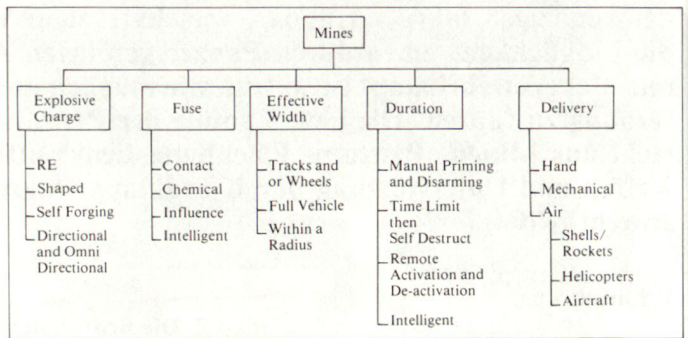 Mines
Explosive
Charge
RE
Shaped
Self Forging
Directional
and Omni
Directional
Fuse
Contact
Chemical
Influence
Intelligent
Effective
Width
Tracks and
or Wheels
Full Vehicle
Within a
Radius
Duration
Manual Priming
and Disarming
Time Limit
then
Self Destruct
Remote
Activation and
De-activation
Intelligent
Delivery
Hand
Mechanical
Air
Shells/
Rockets
Helicopters
Aircraft